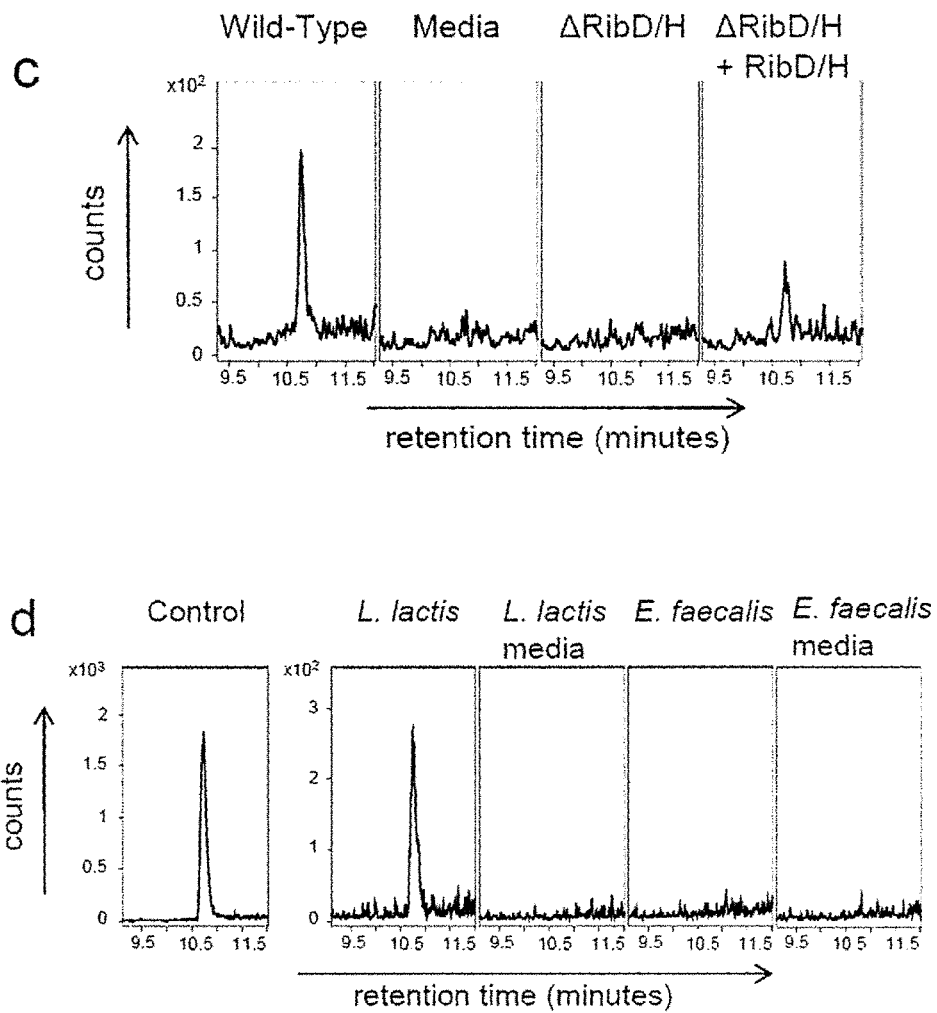 c
Wild-Type Media ΔRibD/H ΔRibD/H
+ RibD/H
x10²
2
1.5
1
0.5
0
counts
9.5 10.5 11.5 10.5 11.5 9.5 10.5 11.5 9.5 10.5 11.5
retention time (minutes)
d
Control L. lactis L. lactis E. faecalis E. faecalis
media media
x10³ x10²
2
1.5
1
0.5
0
3
2
1
0
counts
9.5 10.5 11.5 9.5 10.5 11.5 9.5 10.5 11.5 9.5 10.5 11.5 9.5 10 5 11.5
retention time (minutes)